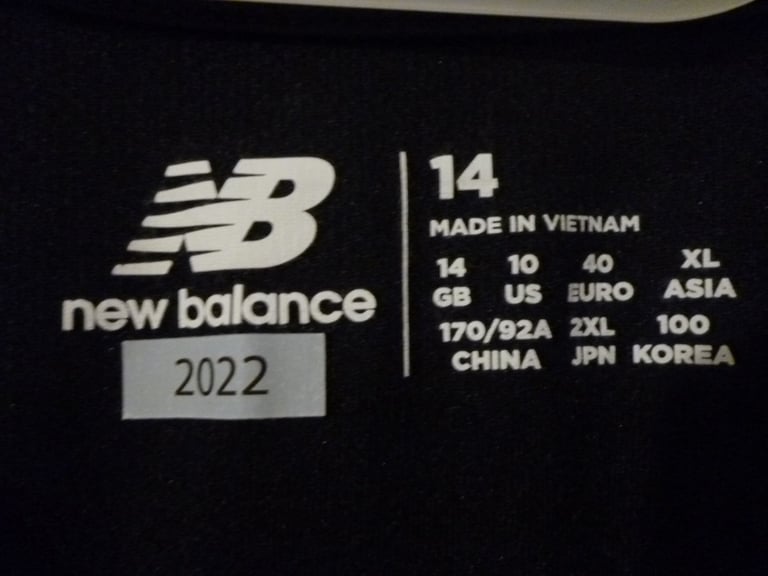 NB
new balance
2022
14
MADE IN VIETNAM
14 10 40 XL
GB US EURO ASIA
170/92A 2XL 100
CHINA JPN KOREA